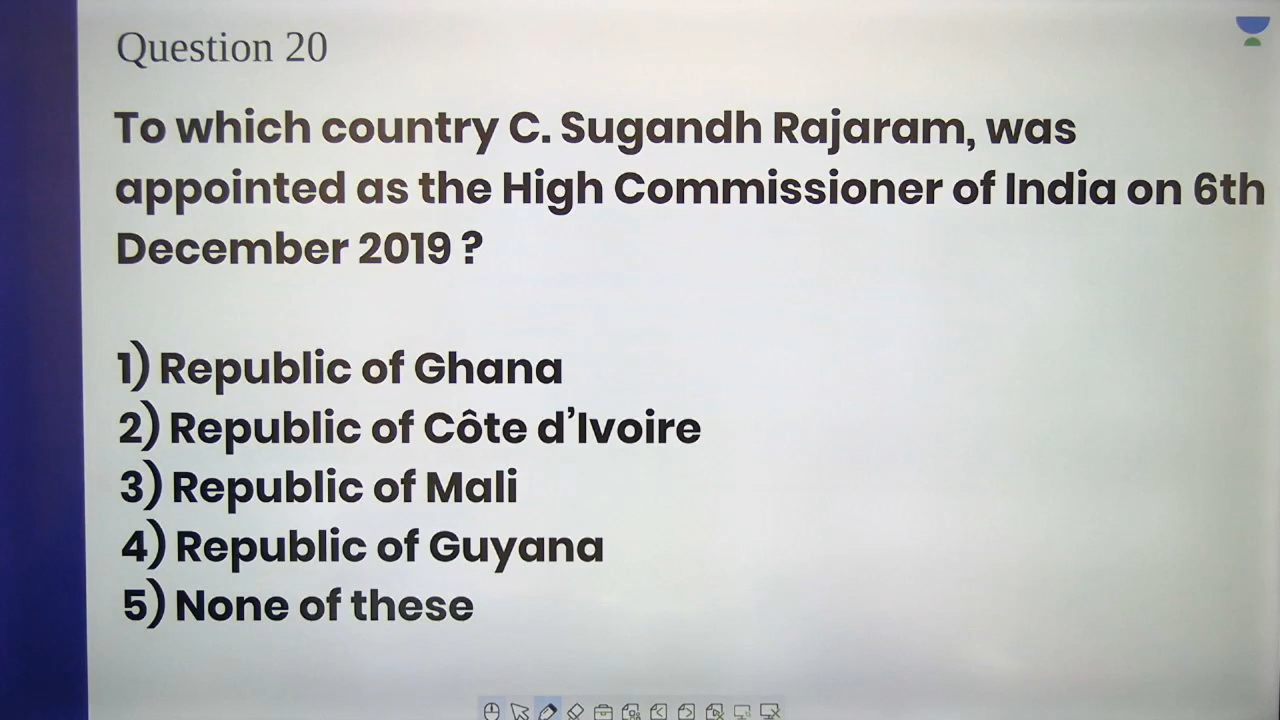 Question 20
To which country C. Sugandh Rajaram, was
appointed as the High Commissioner of India on 6th
December 2019 ?
1) Republic of Ghana
2) Republic of Côte d’Ivoire
3) Republic of Mali
4) Republic of Guyana
5) None of these